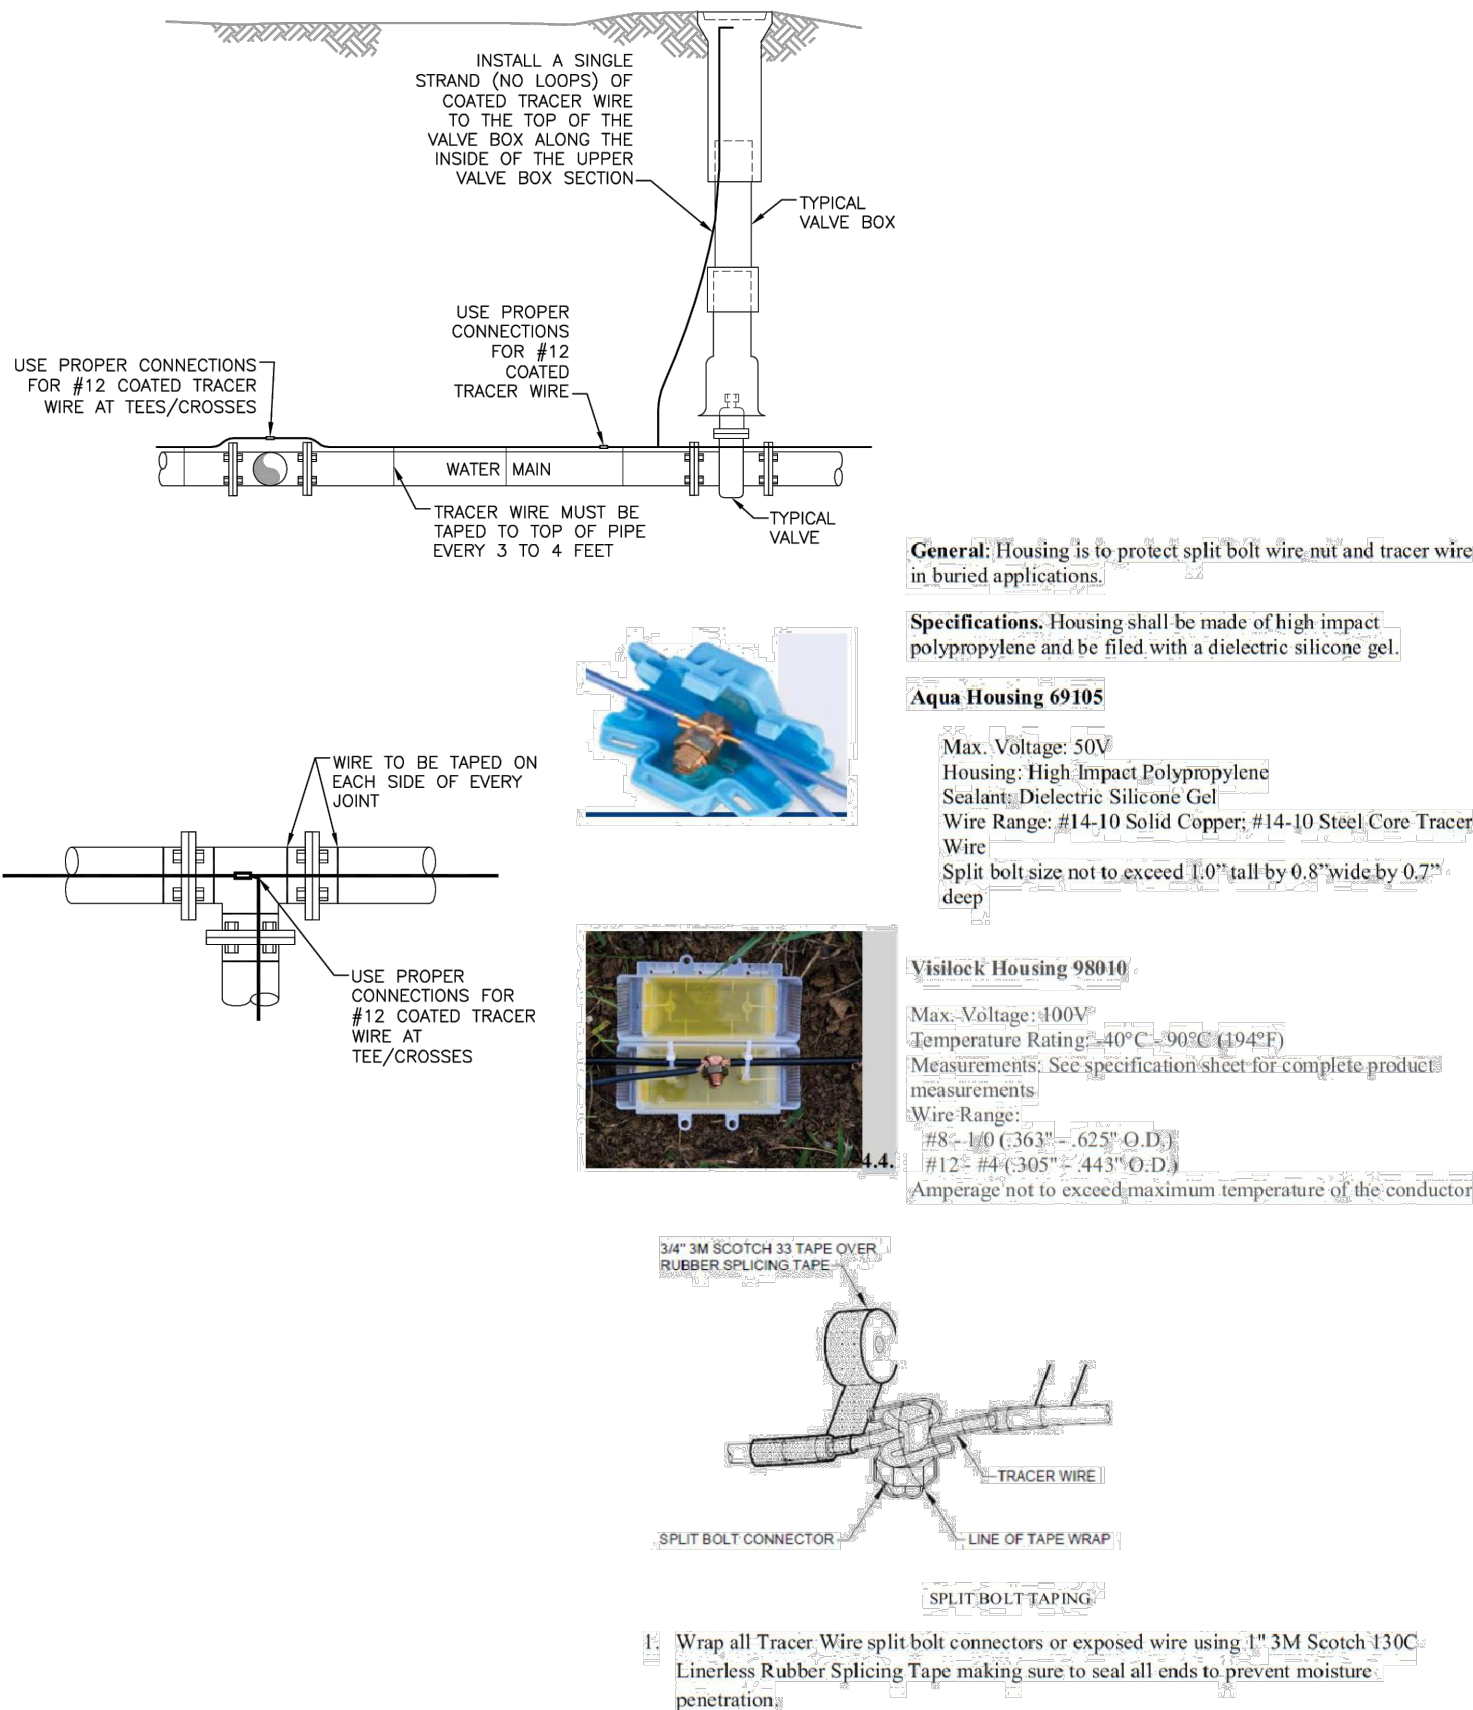 INSTALL A SINGLE
STRAND (NO LOOPS) OF
COATED TRACER WIRE
TO THE TOP OF THE
VALVE BOX ALONG THE
INSIDE OF THE UPPER
VALVE BOX SECTION
TYPICAL
VALVE BOX
USE PROPER
CONNECTIONS
FOR #12
COATED
TRACER WIRE
USE PROPER CONNECTIONS
FOR #12 COATED TRACER
WIRE AT TEES/CROSSES
WATER MAIN
TRACER WIRE MUST BE
TAPED TO TOP OF PIPE
EVERY 3 TO 4 FEET
TYPICAL
VALVE
General: Housing is to protect split bolt wire nut and tracer wire
in buried applications.
Specifications. Housing shall be made of high impact
polypropylene and be filed with a dielectric silicone gel.
Aqua Housing 69105
Max. Voltage: 50V
Housing: High Impact Polypropylene
Sealant: Dielectric Silicone Gel
Wire Range: #14-10 Solid Copper; #14-10 Steel Core Tracer
Wire
Split bolt size not to exceed 1.0” tall by 0.8”wide by 0.7”
deep
WIRE TO BE TAPED ON
EACH SIDE OF EVERY
JOINT
USE PROPER
CONNECTIONS FOR
#12 COATED TRACER
WIRE AT
TEE/CROSSES
4.4.
Visilock Housing 98010
Max. Voltage: 100V
Temperature Rating: -40°C - 90°C (194°F)
Measurements: See specification sheet for complete product
measurements
Wire Range:
#8 - 1/0 (.363" - .625" O.D.)
#12 - #4 (.305" - .443" O.D.)
Amperage not to exceed maximum temperature of the conductor
3/4" 3M SCOTCH 33 TAPE OVER
RUBBER SPLICING TAPE
TRACER WIRE
SPLIT BOLT CONNECTOR
LINE OF TAPE WRAP
SPLIT BOLT TAPING
1. Wrap all Tracer Wire split bolt connectors or exposed wire using 1" 3M Scotch 130C
Linerless Rubber Splicing Tape making sure to seal all ends to prevent moisture
penetration.